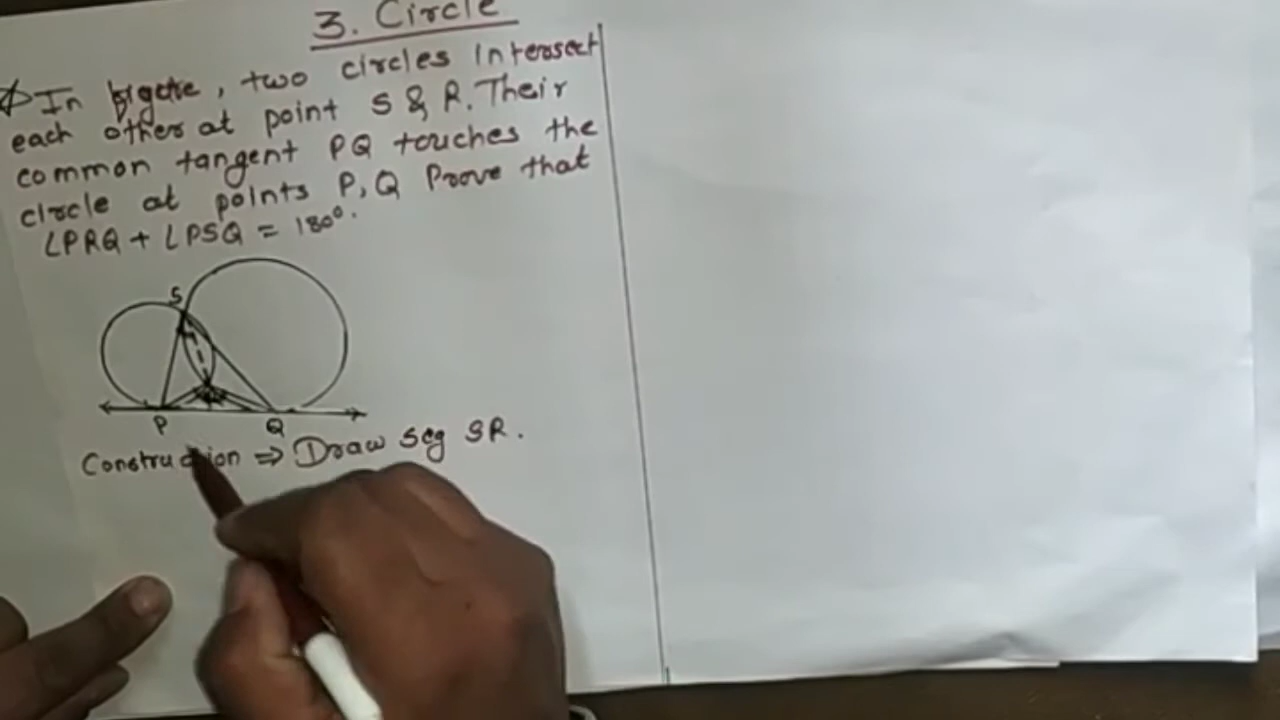 3. Circle
In figure, two circles intersect
each other at point S & R. Their
common tangent PQ touches the
circle at points P, Q Prove that
∠PRQ + ∠PSQ = 180°.
S
P Q
Construction ⇒ Draw seg SR.